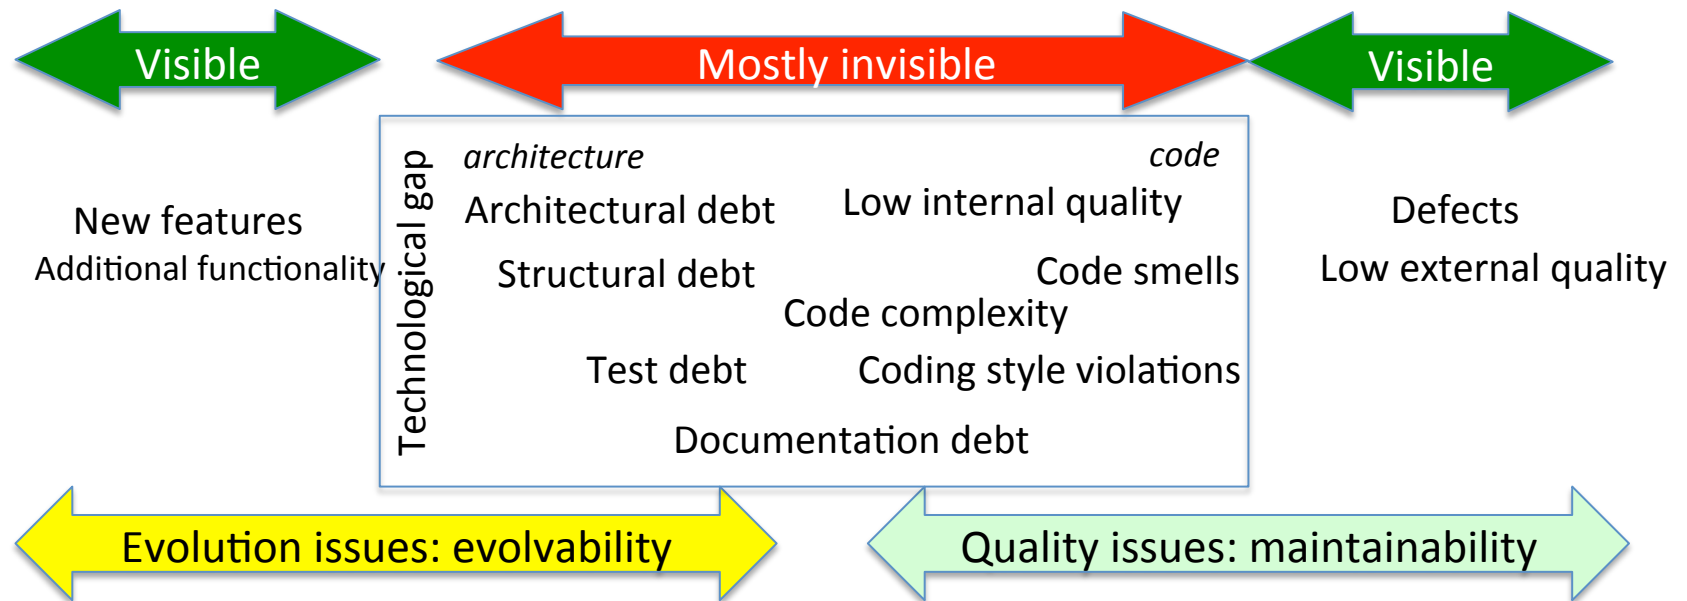 Visible
Mostly invisible
Visible
New features
Additional functionality
Technological gap
architecture
code
Architectural debt
Low internal quality
Structural debt
Code smells
Code complexity
Test debt
Coding style violations
Documentation debt
Defects
Low external quality
Evolution issues: evolvability
Quality issues: maintainability